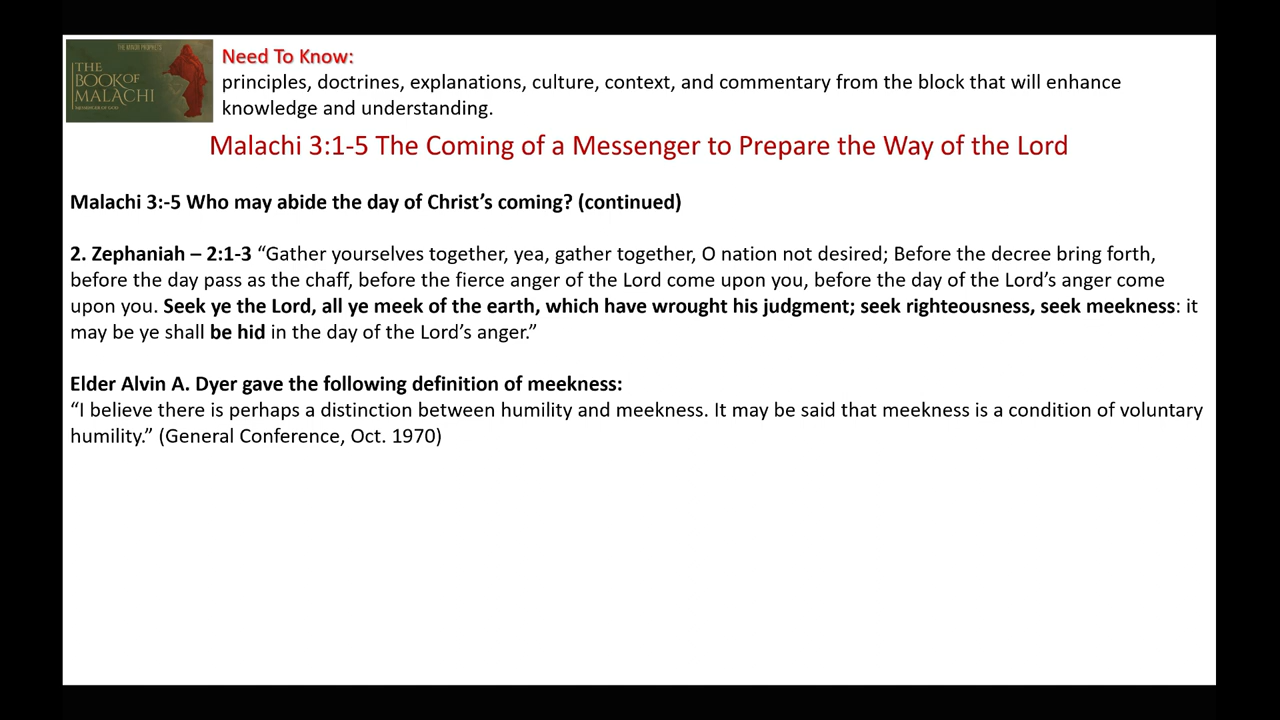 THE MINOR PROPHETS
THE
BOOK OF
MALACHI
MESSENGER OF GOD
Need To Know:
principles, doctrines, explanations, culture, context, and commentary from the block that will enhance
knowledge and understanding.
Malachi 3:1-5 The Coming of a Messenger to Prepare the Way of the Lord
Malachi 3:-5 Who may abide the day of Christ’s coming? (continued)
2. Zephaniah – 2:1-3 “Gather yourselves together, yea, gather together, O nation not desired; Before the decree bring forth,
before the day pass as the chaff, before the fierce anger of the Lord come upon you, before the day of the Lord’s anger come
upon you. Seek ye the Lord, all ye meek of the earth, which have wrought his judgment; seek righteousness, seek meekness: it
may be ye shall be hid in the day of the Lord’s anger.”
Elder Alvin A. Dyer gave the following definition of meekness:
“I believe there is perhaps a distinction between humility and meekness. It may be said that meekness is a condition of voluntary
humility.” (General Conference, Oct. 1970)